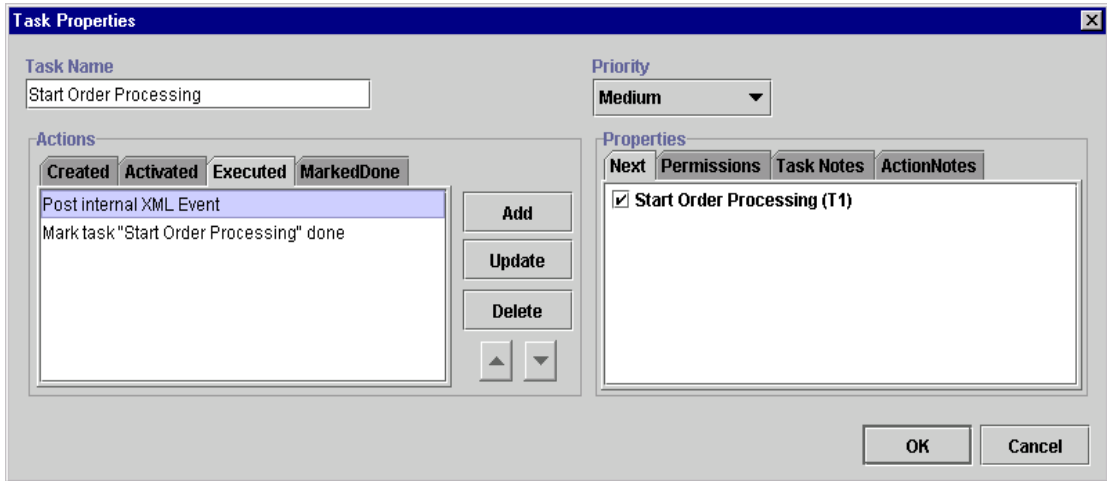 Task Properties
Task Name
Priority
Start Order Processing
Medium
Actions
Properties
Created Activated Executed MarkedDone
Next Permissions Task Notes ActionNotes
Post internal XML Event
Mark task "Start Order Processing" done
Add
Update
Delete
Start Order Processing (T1)
OK
Cancel